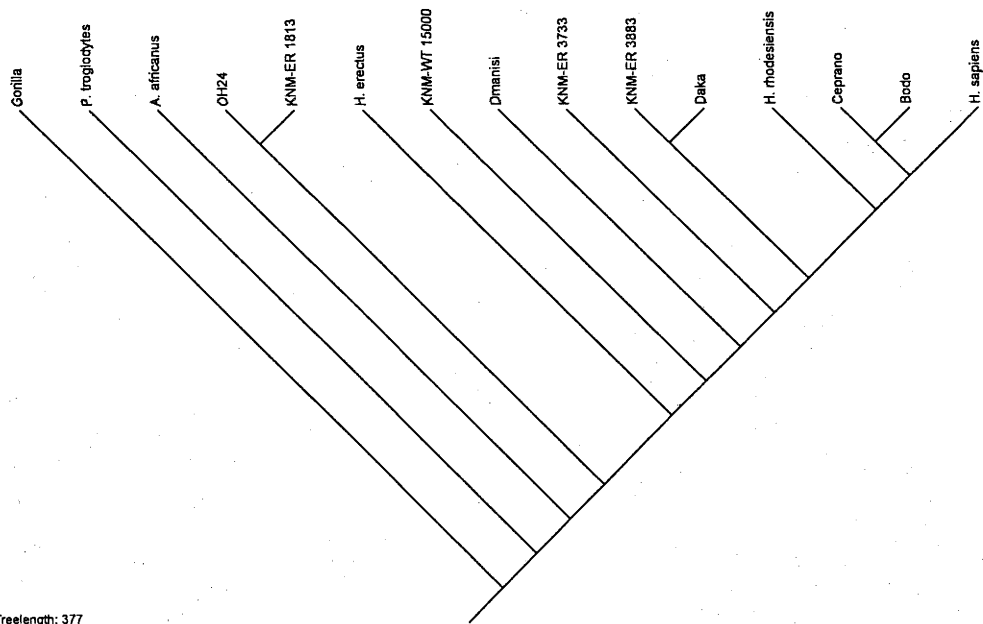 Gorilla
P. troglodytes
A. africanus
OH24
KNM-ER 1813
H. erectus
KNM-WT 15000
Dmanisi
KNM-ER 3733
KNM-ER 3883
Daka
H. rhodesiensis
Ceprano
Bodo
H. sapiens
Treelength: 377